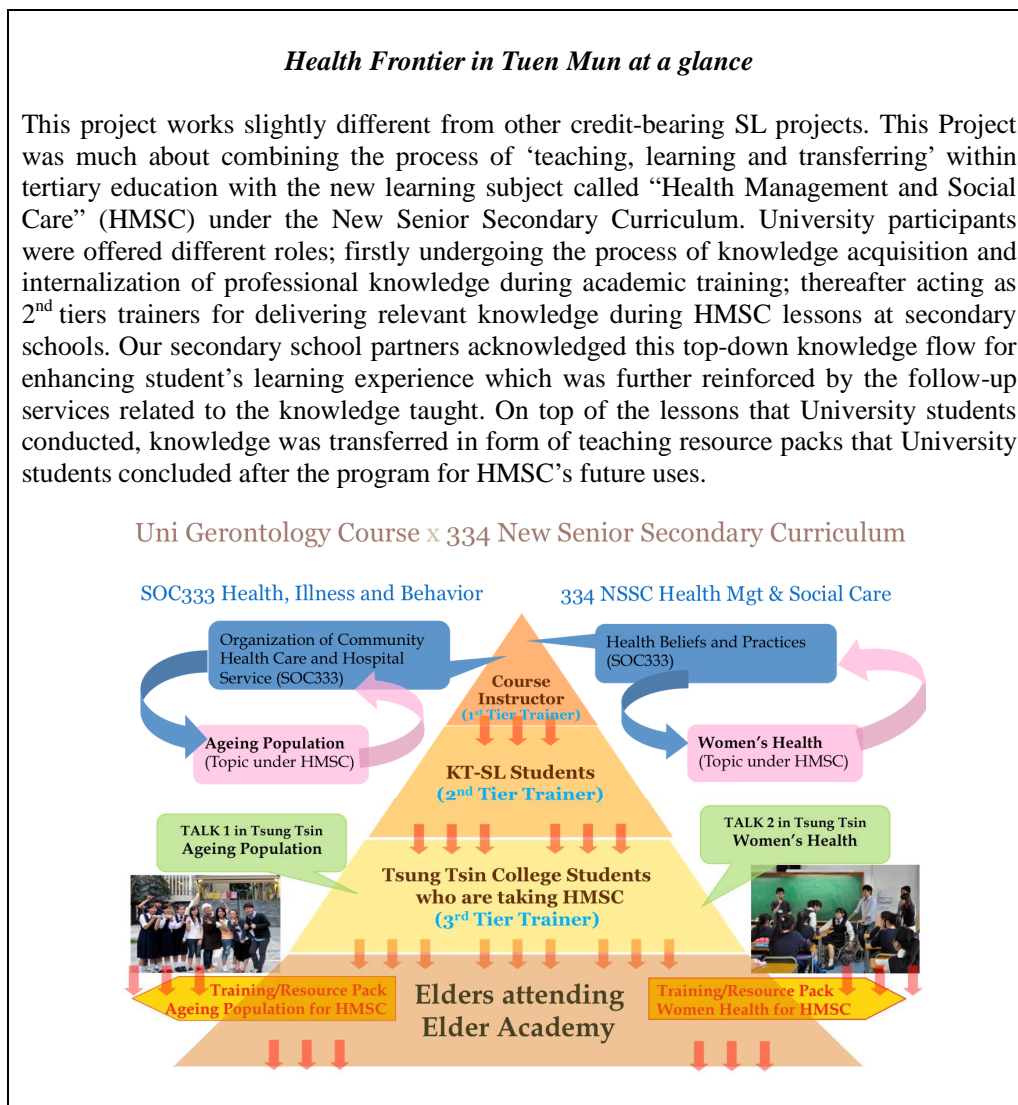 Health Frontier in Tuen Mun at a glance
This project works slightly different from other credit-bearing SL projects. This Project
was much about combining the process of ‘teaching, learning and transferring’ within
tertiary education with the new learning subject called “Health Management and Social
Care” (HMSC) under the New Senior Secondary Curriculum. University participants
were offered different roles; firstly undergoing the process of knowledge acquisition and
internalization of professional knowledge during academic training; thereafter acting as
2nd tiers trainers for delivering relevant knowledge during HMSC lessons at secondary
schools. Our secondary school partners acknowledged this top-down knowledge flow for
enhancing student’s learning experience which was further reinforced by the follow-up
services related to the knowledge taught. On top of the lessons that University students
conducted, knowledge was transferred in form of teaching resource packs that University
students concluded after the program for HMSC’s future uses.
Uni Gerontology Course x 334 New Senior Secondary Curriculum
SOC333 Health, Illness and Behavior
334 NSSC Health Mgt & Social Care
Organization of Community
Health Care and Hospital
Service (SOC333)
Health Beliefs and Practices
(SOC333)
Course
Instructor
(1st Tier Trainer)
Ageing Population
(Topic under HMSC)
Women’s Health
(Topic under HMSC)
KT-SL Students
(2nd Tier Trainer)
TALK 1 in Tsung Tsin
Ageing Population
TALK 2 in Tsung Tsin
Women’s Health
Tsung Tsin College Students
who are taking HMSC
(3rd Tier Trainer)
Training/Resource Pack
Ageing Population for HMSC
Elders attending
Elder Academy
Training/Resource Pack
Women Health for HMSC